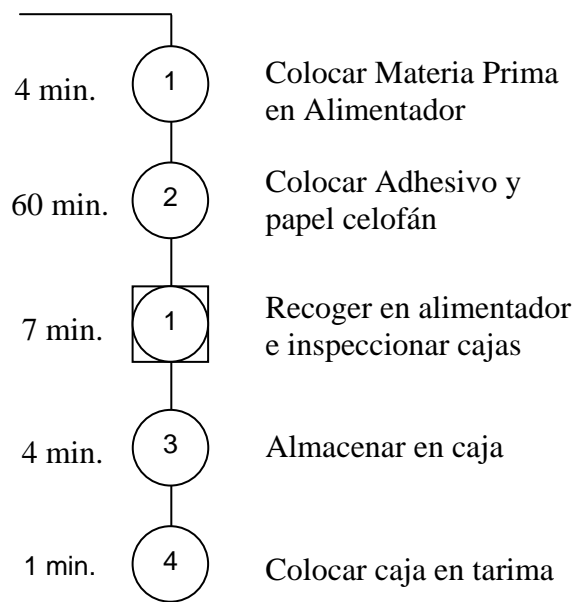 4 min.
1
Colocar Materia Prima
en Alimentador
60 min.
2
Colocar Adhesivo y
papel celofán
7 min.
1
Recoger en alimentador
e inspeccionar cajas
4 min.
3
Almacenar en caja
1 min.
4
Colocar caja en tarima